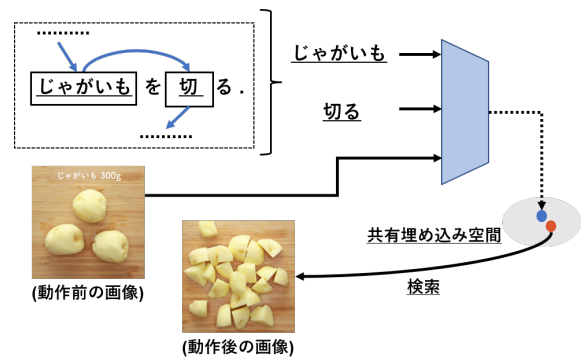 じゃがいも を 切 る .
じゃがいも
切る
じゃがいも 300g
(動作前の画像)
共有埋め込み空間
検索
(動作後の画像)